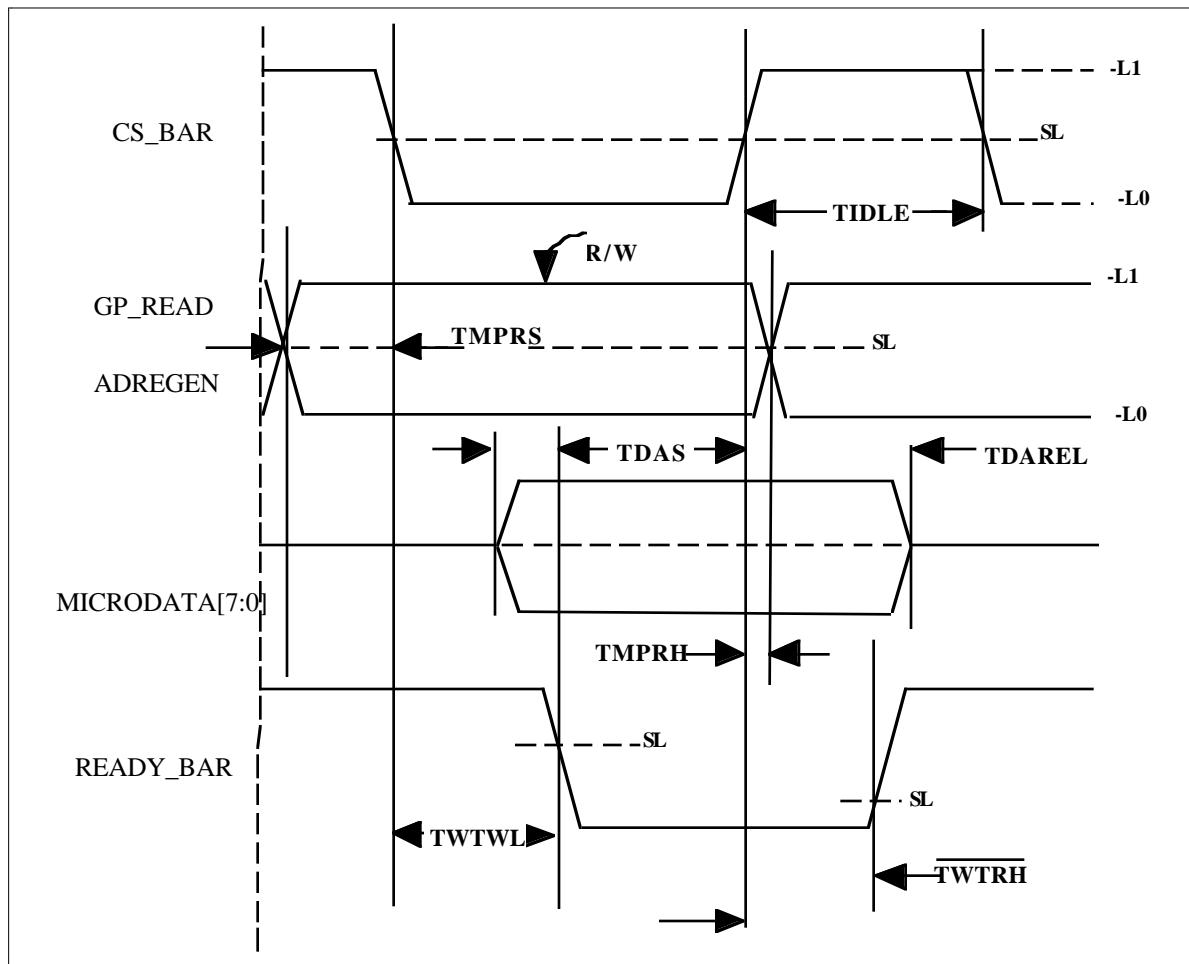 -L1
CS_BAR
SL
TIDLE
-L0
R/W
-L1
GP_READ
TMPRS
SL
ADREGEN
-L0
TDAS
TDAREL
MICRODATA[7:0]
TMPRH
SL
READY_BAR
SL
TWTWL
TWTRH